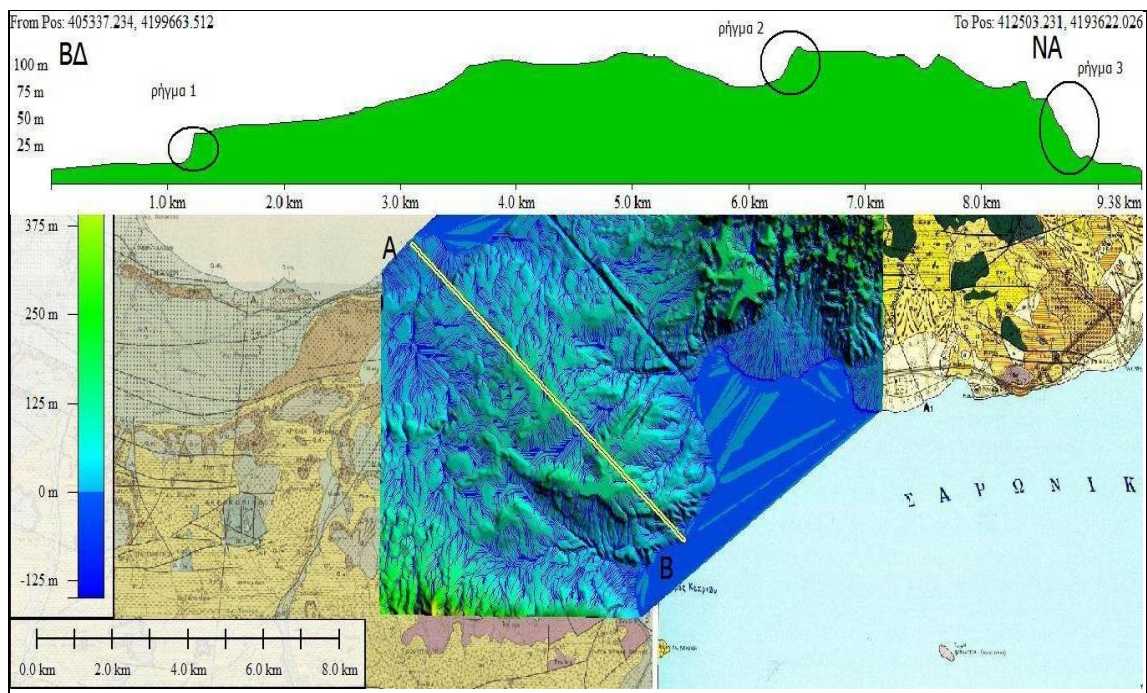 From Pos: 405337.234, 4199663.512
To Pos: 412503.231, 4193622.026
ΒΔ
ΝΑ
ρήγμα 1
ρήγμα 2
ρήγμα 3
100 m
75 m
50 m
25 m
1.0 km
2.0 km
3.0 km
4.0 km
5.0 km
6.0 km
7.0 km
8.0 km
9.38 km
375 m
250 m
125 m
0 m
-125 m
A
B
Σ Α Ρ Ω Ν Ι Κ
0.0 km
2.0 km
4.0 km
6.0 km
8.0 km